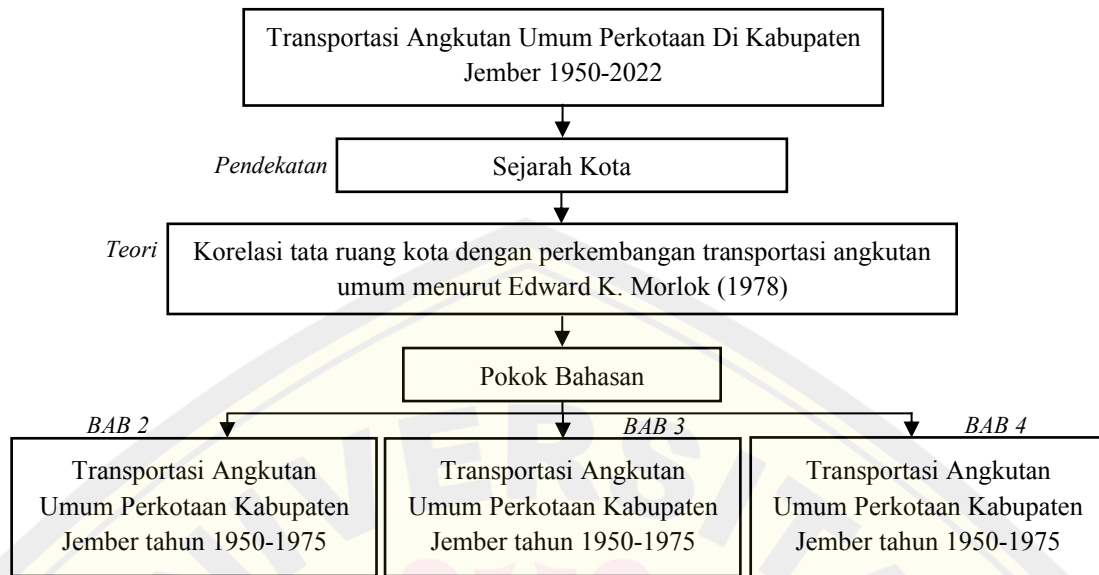 Transportasi Angkutan Umum Perkotaan Di Kabupaten
Jember 1950-2022
Pendekatan
Sejarah Kota
Teori
Korelasi tata ruang kota dengan perkembangan transportasi angkutan
umum menurut Edward K. Morlok (1978)
Pokok Bahasan
BAB 2
Transportasi Angkutan
Umum Perkotaan Kabupaten
Jember tahun 1950-1975
BAB 3
Transportasi Angkutan
Umum Perkotaan Kabupaten
Jember tahun 1950-1975
BAB 4
Transportasi Angkutan
Umum Perkotaan Kabupaten
Jember tahun 1950-1975